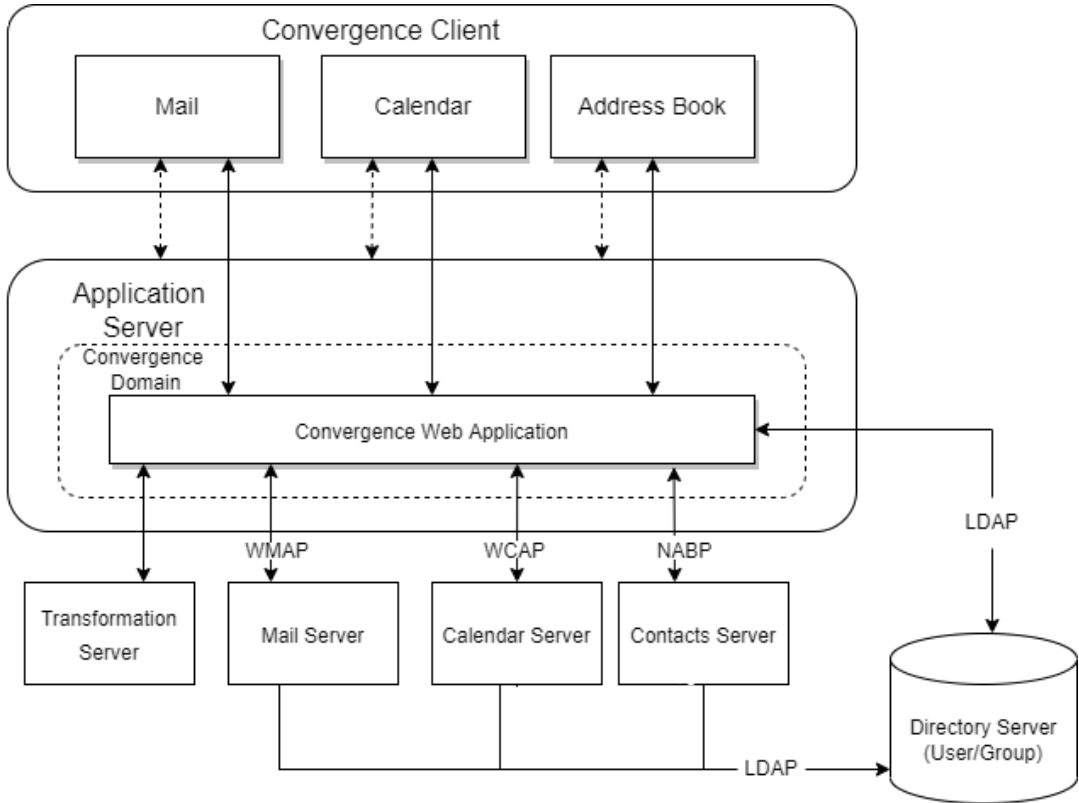 Convergence Client
Mail
Calendar
Address Book
Application
Server
Convergence
Domain
Convergence Web Application
LDAP
WMAP
WCAP
NABP
Transformation
Server
Mail Server
Calendar Server
Contacts Server
Directory Server
(User/Group)
LDAP